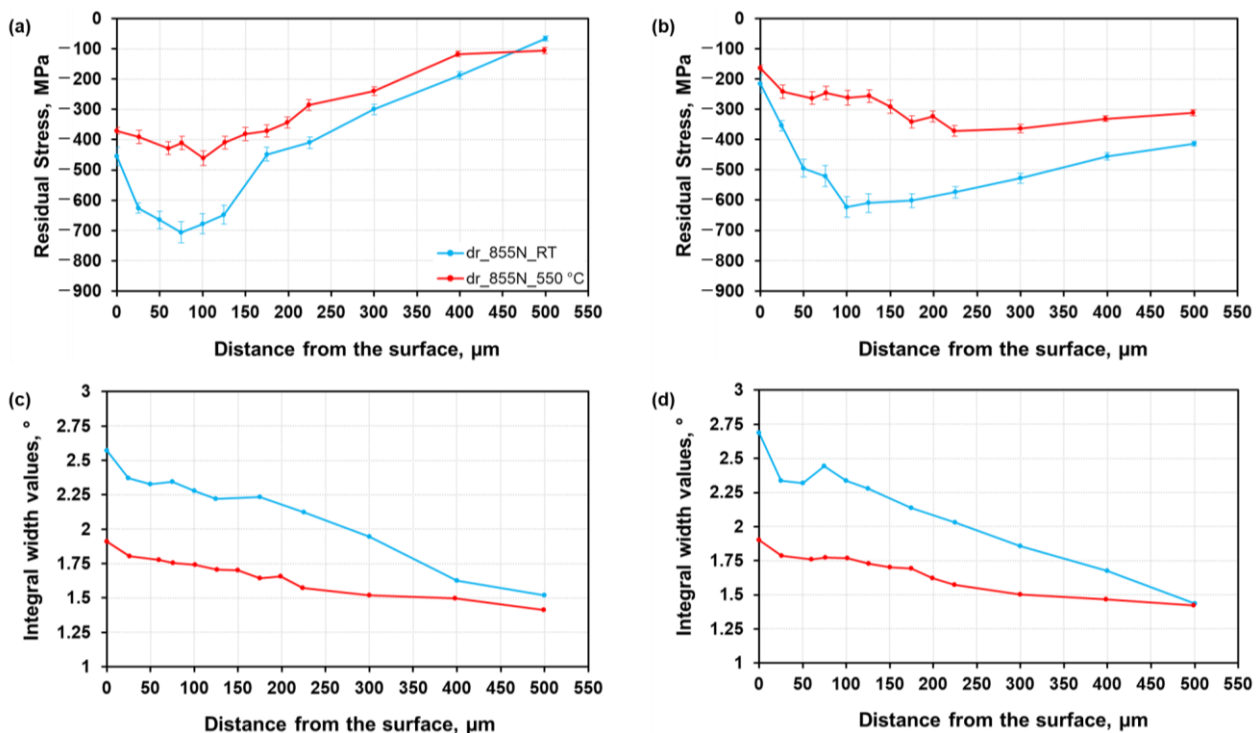 (a)
Residual Stress, MPa
0
−100
−200
−300
−400
−500
−600
−700
−800
−900
dr_855N_RT
dr_855N_550 °C
0 50 100 150 200 250 300 350 400 450 500 550
Distance from the surface, µm
(b)
Residual Stress, MPa
0
−100
−200
−300
−400
−500
−600
−700
−800
−900
0 50 100 150 200 250 300 350 400 450 500 550
Distance from the surface, µm
(c)
Integral width values, °
3
2.75
2.5
2.25
2
1.75
1.5
1.25
1
0 50 100 150 200 250 300 350 400 450 500 550
Distance from the surface, µm
(d)
Integral width values, °
3
2.75
2.5
2.25
2
1.75
1.5
1.25
1
0 50 100 150 200 250 300 350 400 450 500 550
Distance from the surface, µm